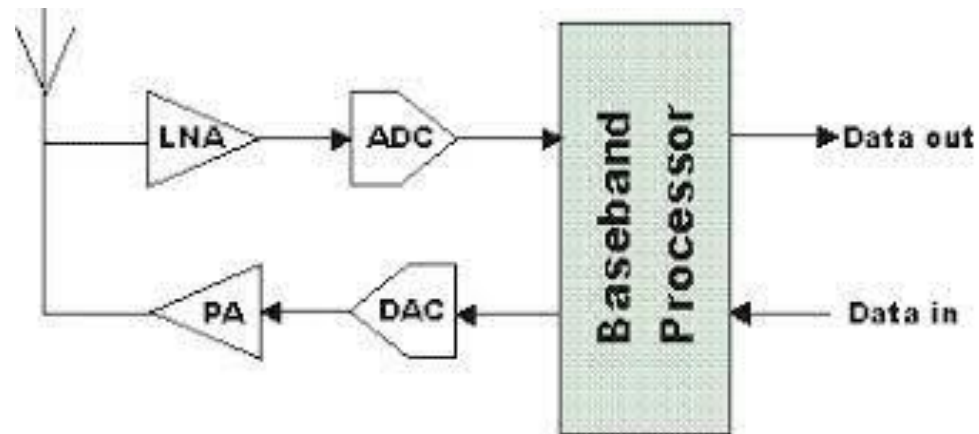 LNA
ADC
Baseband
Processor
Data out
PA
DAC
Data in